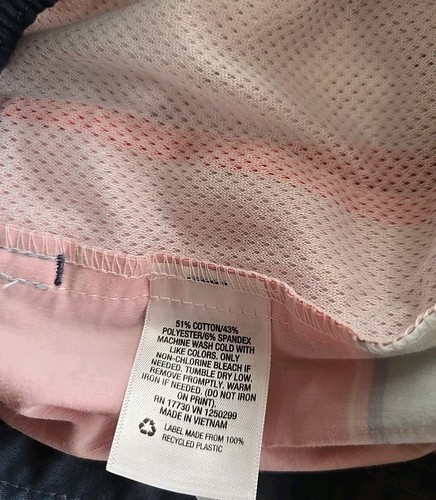 51% COTTON/43%
POLYESTER/6% SPANDEX
MACHINE WASH COLD WITH
LIKE COLORS. ONLY
NON-CHLORINE BLEACH IF
NEEDED. TUMBLE DRY LOW.
REMOVE PROMPTLY. WARM
IRON IF NEEDED. (DO NOT IRON
ON PRINT).
RN 17730 VN 1250299
MADE IN VIETNAM
LABEL MADE FROM 100%
RECYCLED PLASTIC